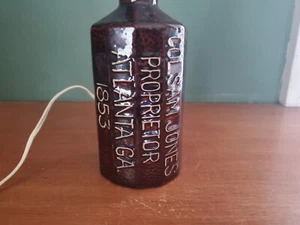 COL. SAM. JONES
PROPRIETOR
ATLANTA GA.
1853